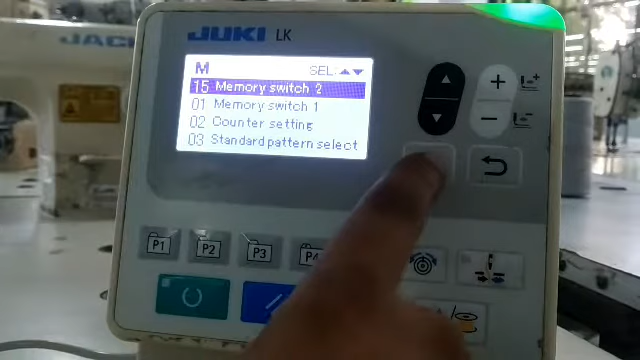 JACK
JUKI LK
M SEL:▲▼
15 Memory switch 2
01 Memory switch 1
02 Counter setting
03 Standard pattern select
+
−
P1 P2 P3 P4